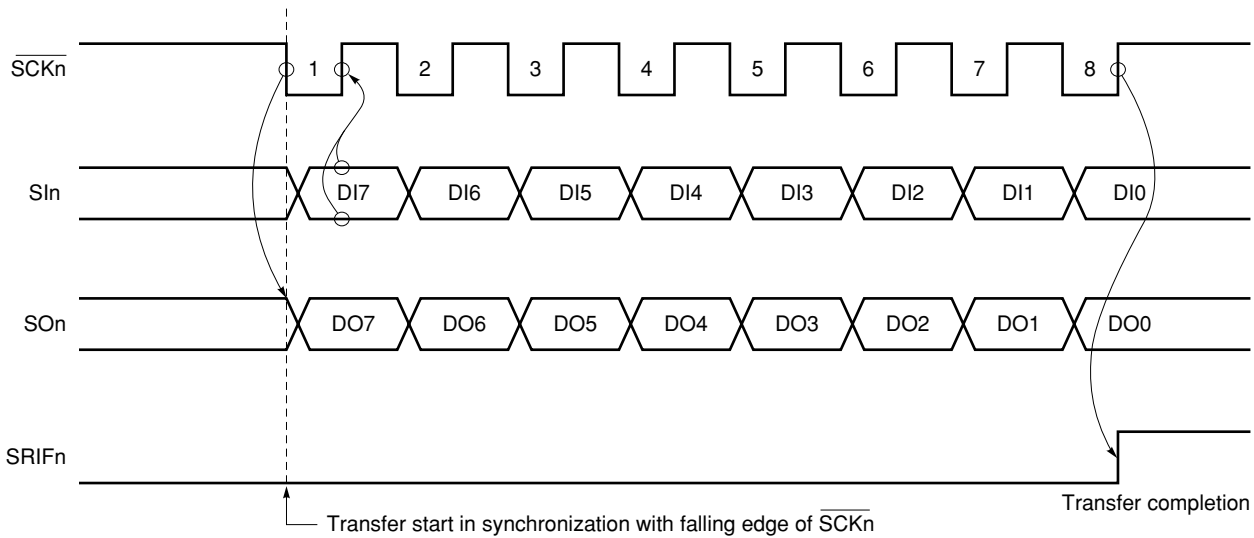 SCKn 1 2 3 4 5 6 7 8
SIn DI7 DI6 DI5 DI4 DI3 DI2 DI1 DI0
SOn DO7 DO6 DO5 DO4 DO3 DO2 DO1 DO0
SRIFn
Transfer completion
Transfer start in synchronization with falling edge of SCKn